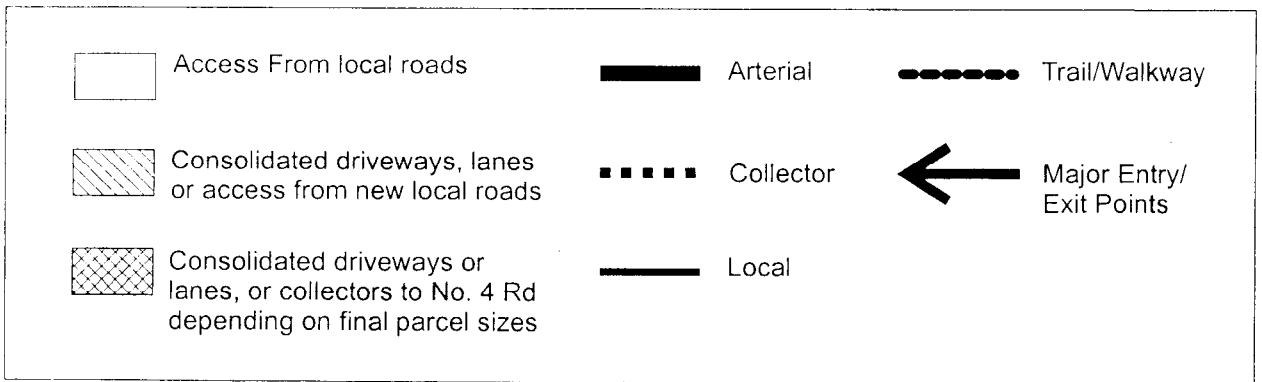 Access From local roads
Consolidated driveways, lanes
or access from new local roads
Consolidated driveways or
lanes, or collectors to No. 4 Rd
depending on final parcel sizes
Arterial
Collector
Local
Trail/Walkway
Major Entry/
Exit Points